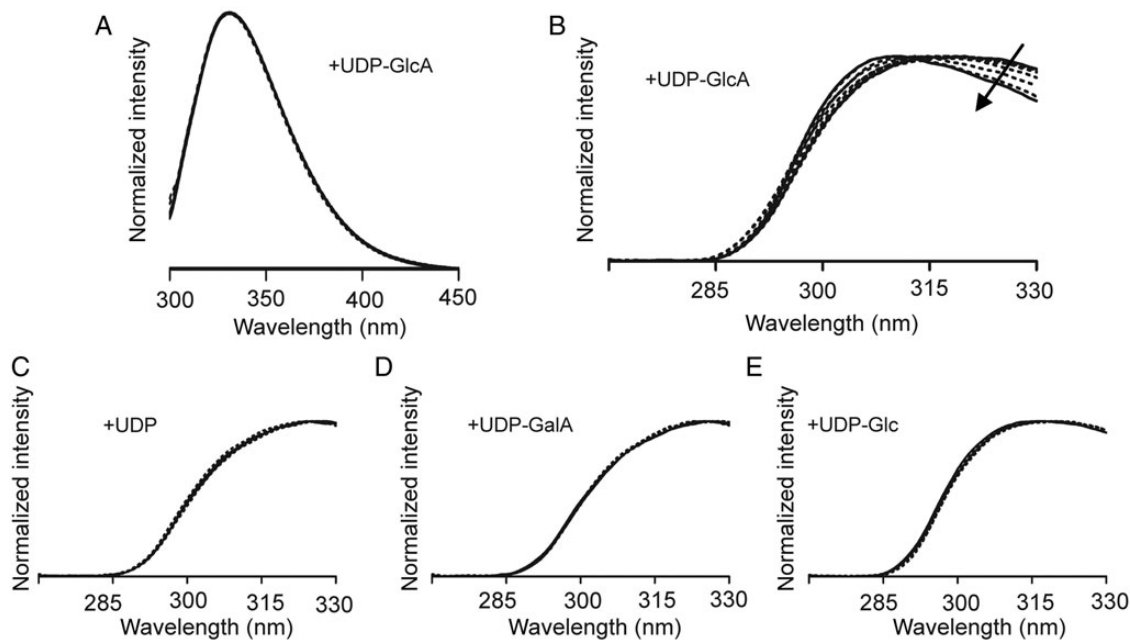 A
Normalized intensity
+UDP-GlcA
300 350 400 450
Wavelength (nm)
B
Normalized intensity
+UDP-GlcA
285 300 315 330
Wavelength (nm)
C
Normalized intensity
+UDP
285 300 315 330
Wavelength (nm)
D
Normalized intensity
+UDP-GalA
285 300 315 330
Wavelength (nm)
E
Normalized intensity
+UDP-Glc
285 300 315 330
Wavelength (nm)